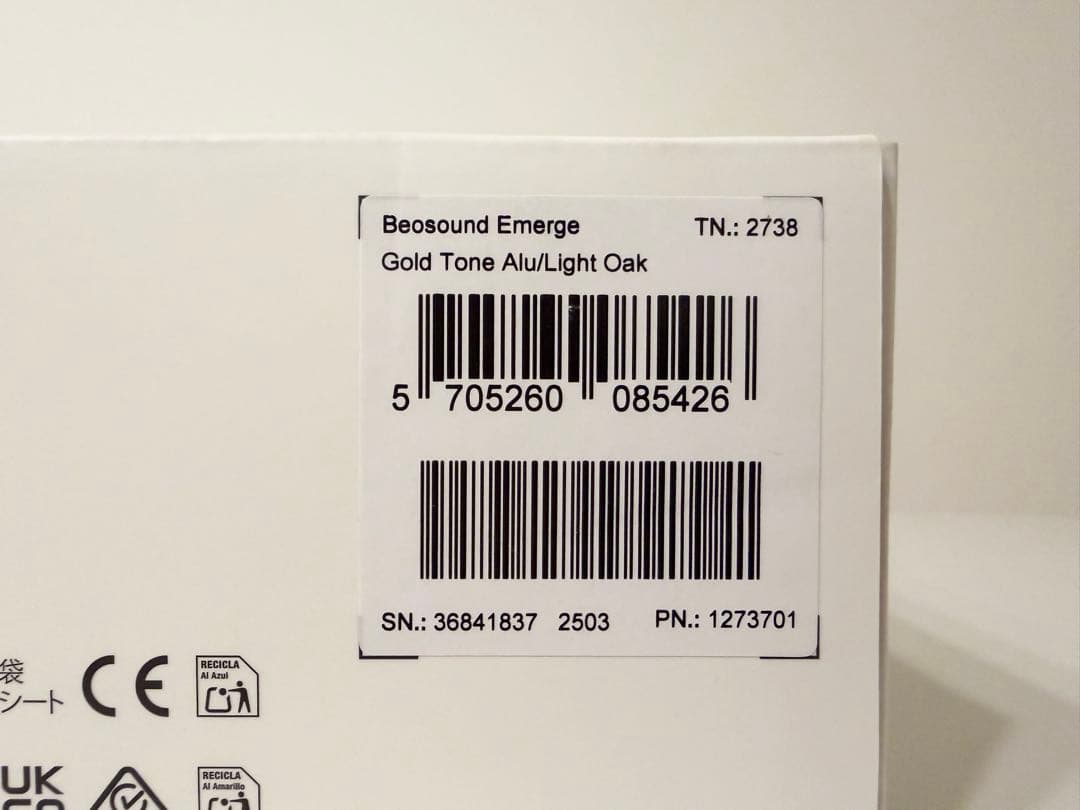 Beosound Emerge TN.: 2738
Gold Tone Alu/Light Oak
5 705260 085426
SN.: 36841837 2503 PN.: 1273701
袋
シート
CE
RECICLA
Al Azul
UK
RECICLA
Al Amarillo